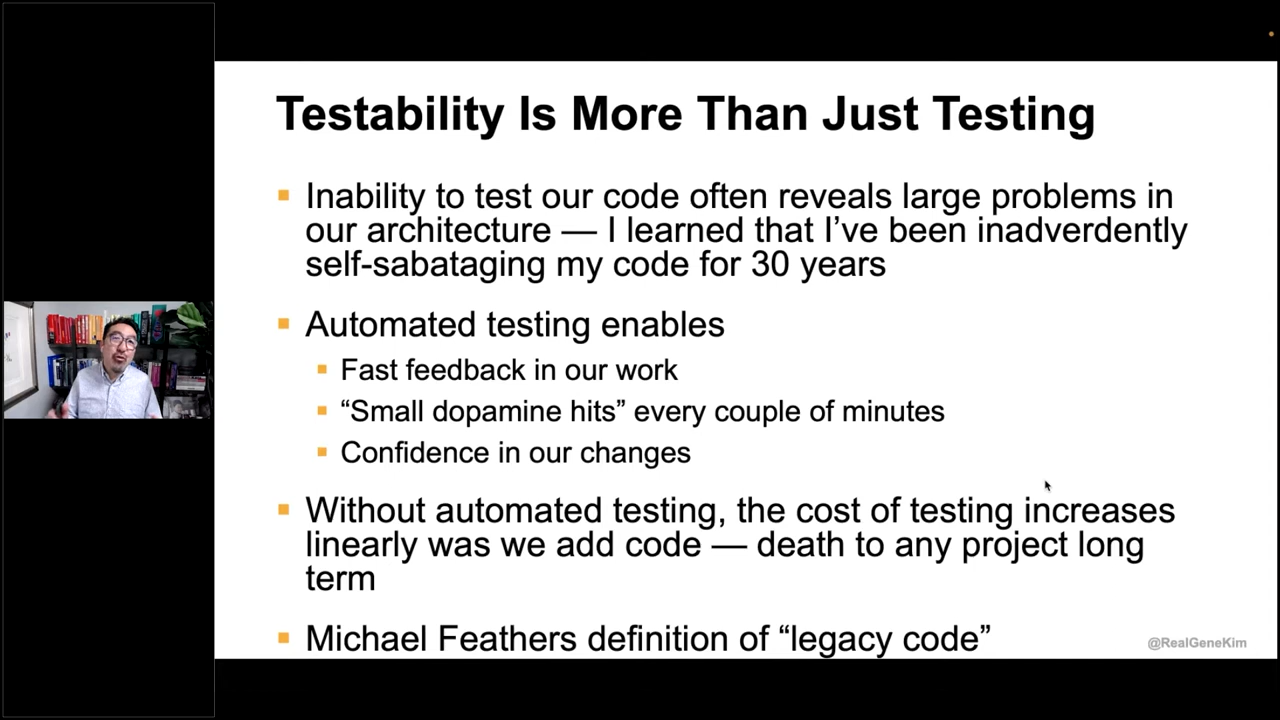 Testability Is More Than Just Testing
Inability to test our code often reveals large problems in
our architecture — I learned that I’ve been inadverdently
self-sabataging my code for 30 years
Automated testing enables
Fast feedback in our work
“Small dopamine hits” every couple of minutes
Confidence in our changes
Without automated testing, the cost of testing increases
linearly was we add code — death to any project long
term
Michael Feathers definition of “legacy code”
@RealGeneKim